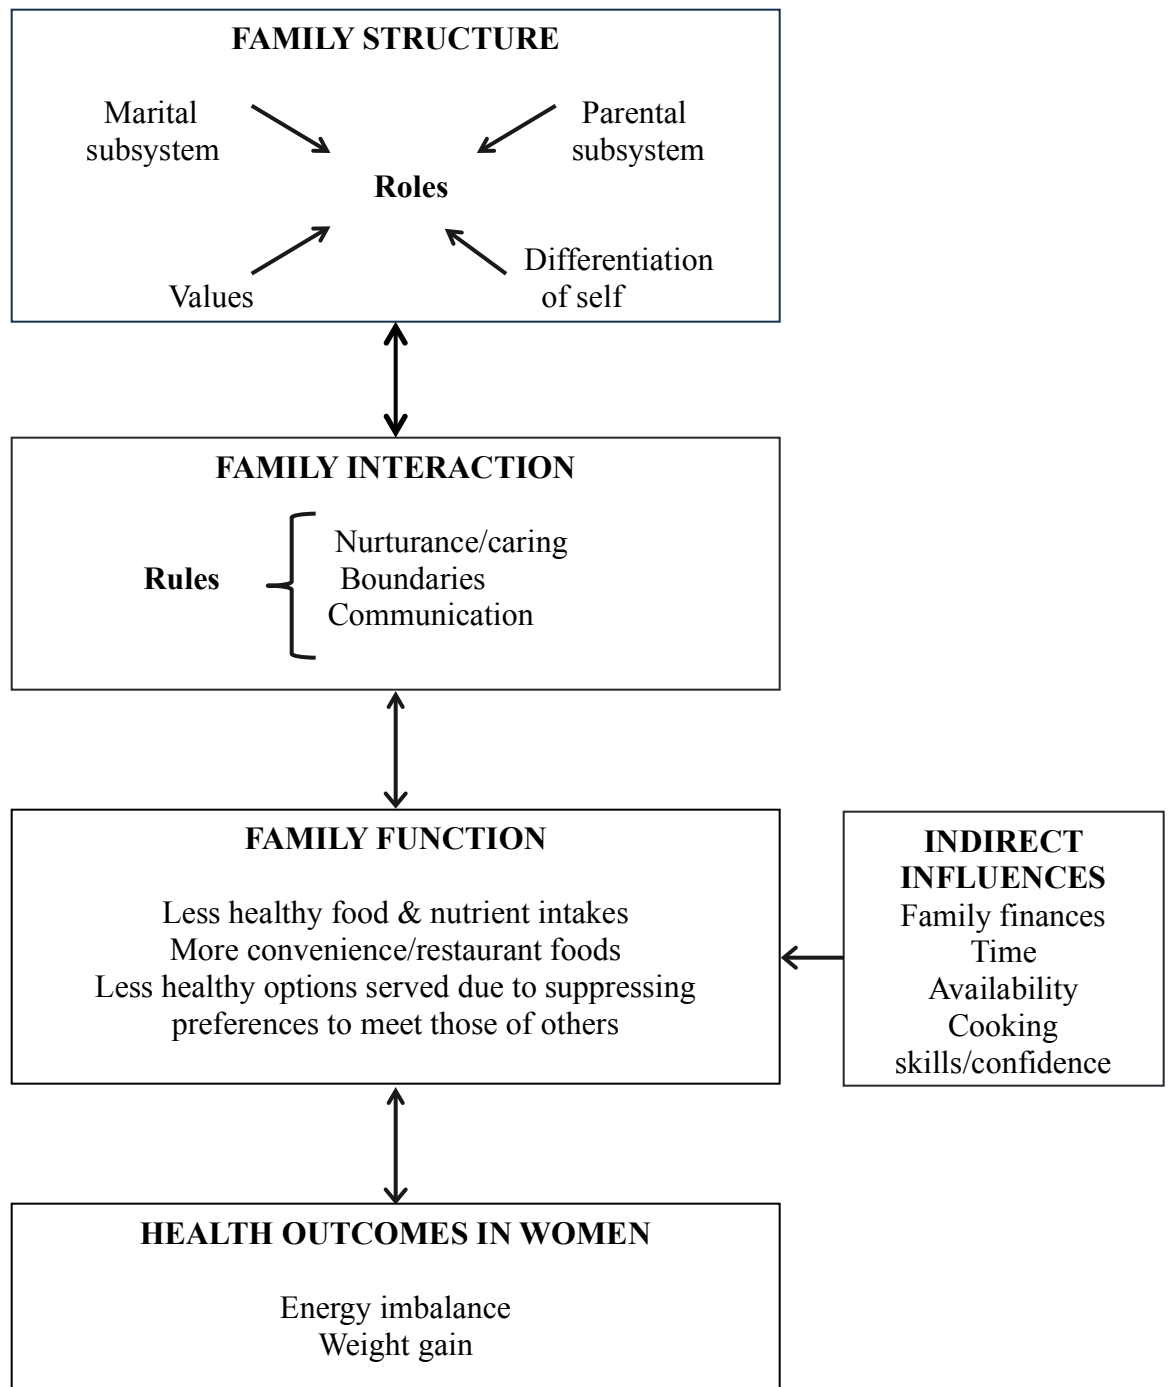 FAMILY STRUCTURE
Marital
subsystem
Parental
subsystem
Roles
Values
Differentiation
of self
FAMILY INTERACTION
Rules
Nurturance/caring
Boundaries
Communication
FAMILY FUNCTION
Less healthy food & nutrient intakes
More convenience/restaurant foods
Less healthy options served due to suppressing
preferences to meet those of others
INDIRECT
INFLUENCES
Family finances
Time
Availability
Cooking
skills/confidence
HEALTH OUTCOMES IN WOMEN
Energy imbalance
Weight gain